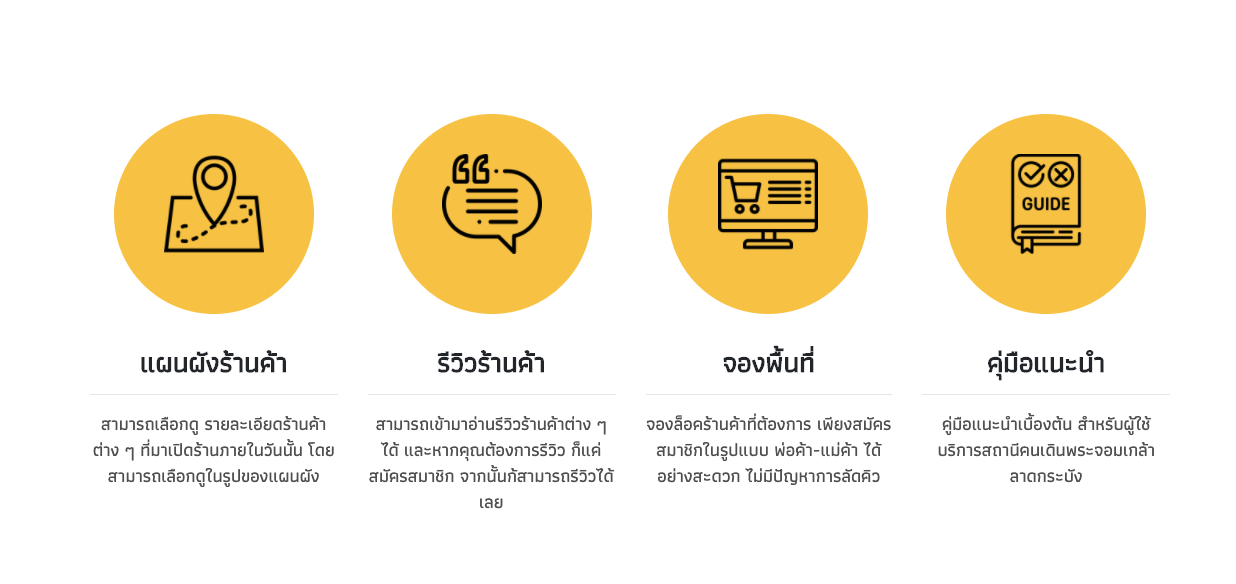 GUIDE
แผนผังร้านค้า
สามารถเลือกดู รายละเอียดร้านค้า
ต่าง ๆ ที่มาเปิดร้านภายในวันนั้น โดย
สามารถเลือกดูในรูปของแผนผัง
รีวิวร้านค้า
สามารถเข้ามาอ่านรีวิวร้านค้าต่าง ๆ
ได้ และหากคุณต้องการรีวิว ก็แค่
สมัครสมาชิก จากนั้นก้สามารถรีวิวได้
เลย
จองพื้นที่
จองล็อคร้านค้าที่ต้องการ เพียงสมัคร
สมาชิกในรูปแบบ พ่อค้า-แม่ค้า ได้
อย่างสะดวก ไม่มีปัญหาการลัดคิว
คู่มือแนะนำ
คู่มือแนะนำเบื้องต้น สำหรับผู้ใช้
บริการสถานีคนเดินพระจอมเกล้า
ลาดกระบัง